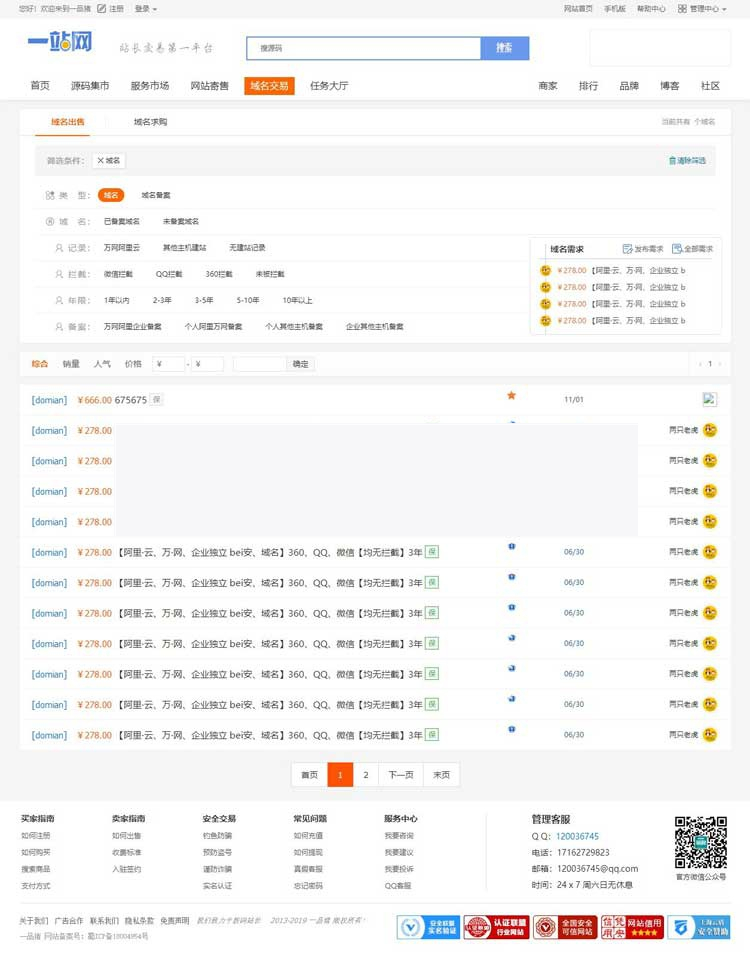 您好! 欢迎来到一品猪 注册 登录 网站首页 手机版 帮助中心 管理中心
一站网 站长交易第一平台 搜源码 搜索
首页 源码集市 服务市场 网站寄售 域名交易 任务大厅 商家 排行 品牌 博客 社区
域名出售 域名求购 当前共有 个域名
筛选条件: X 域名 清除筛选
类 型: 域名 域名备案
域 名: 已备案域名 未备案域名
记录: 万网阿里云 其他主机建站 无建站记录
拦截: 微信拦截 QQ拦截 360拦截 未被拦截
年限: 1年以内 2-3年 3-5年 5-10年 10年以上
备案: 万网阿里企业备案 个人阿里万网备案 个人其他主机备案 企业其他主机备案
域名需求 发布需求 全部需求
¥278.00 【阿里·云、万·网、企业独立 b
¥278.00 【阿里·云、万·网、企业独立 b
¥278.00 【阿里·云、万·网、企业独立 b
¥278.00 【阿里·云、万·网、企业独立 b
综合 销量 人气 价格 ¥ - ¥ 确定 ‹ 1 ›
[domian] ¥666.00 675675 保 11/01
[domian] ¥278.00 两只老虎
[domian] ¥278.00 两只老虎
[domian] ¥278.00 两只老虎
[domian] ¥278.00 两只老虎
[domian] ¥278.00 【阿里·云、万·网、企业独立 bei安、域名】360、QQ、微信【均无拦截】3年 保 06/30 两只老虎
[domian] ¥278.00 【阿里·云、万·网、企业独立 bei安、域名】360、QQ、微信【均无拦截】3年 保 06/30 两只老虎
[domian] ¥278.00 【阿里·云、万·网、企业独立 bei安、域名】360、QQ、微信【均无拦截】3年 保 06/30 两只老虎
[domian] ¥278.00 【阿里·云、万·网、企业独立 bei安、域名】360、QQ、微信【均无拦截】3年 保 06/30 两只老虎
[domian] ¥278.00 【阿里·云、万·网、企业独立 bei安、域名】360、QQ、微信【均无拦截】3年 保 06/30 两只老虎
[domian] ¥278.00 【阿里·云、万·网、企业独立 bei安、域名】360、QQ、微信【均无拦截】3年 保 06/30 两只老虎
[domian] ¥278.00 【阿里·云、万·网、企业独立 bei安、域名】360、QQ、微信【均无拦截】3年 保 06/30 两只老虎
首页 1 2 下一页 末页
买家指南 卖家指南 安全交易 常见问题 服务中心 管理客服
如何注册 如何出售 钓鱼防骗 如何充值 我要咨询 Q Q: 120036745
如何购买 收费标准 预防盗号 如何提现 我要建议 电话: 17162729823
搜索商品 入驻签约 谨防诈骗 真假客服 我要投诉 邮箱: 120036745@qq.com
支付方式 实名认证 忘记密码 QQ客服 时间: 24 x 7 周六日无休息
官方微信公众号
关于我们 广告合作 联系我们 隐私条款 免责声明 我们致力于新网站长 2013-2019 一品猪 版权所有
一品猪 网站备案号: 蜀ICP备18004954号
安全联盟 实名验证
认证联盟 行业网站
全国安全 可信网站
网站信用
上海云盾 安全赞助